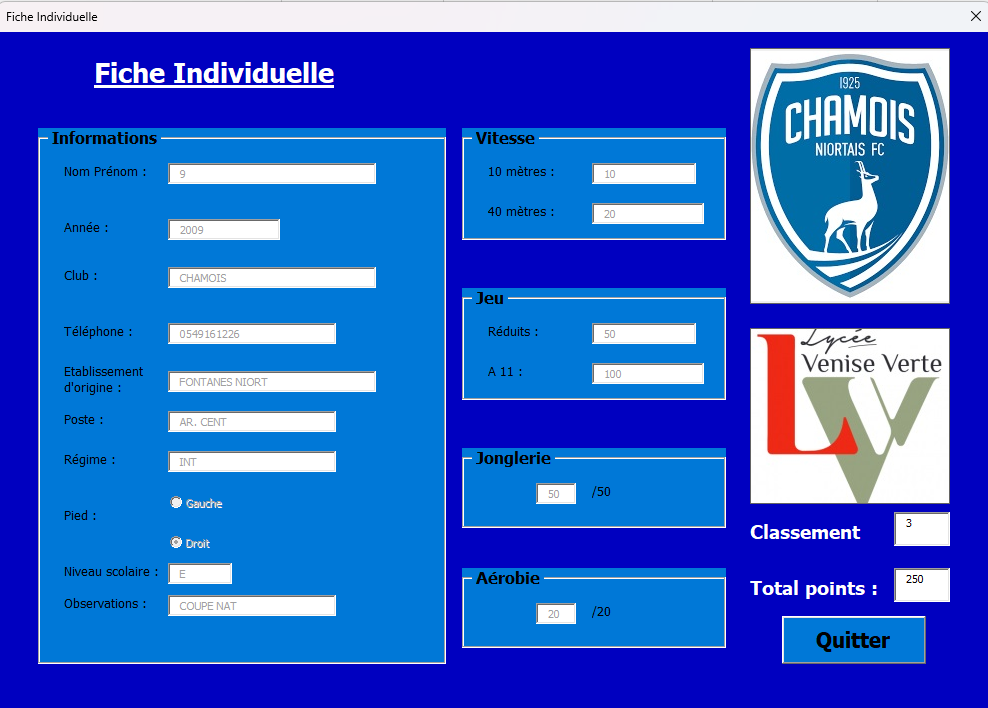 Fiche Individuelle
Fiche Individuelle
Informations
Nom Prénom : 9
Année : 2009
Club : CHAMOIS
Téléphone : 0549161226
Etablissement
d'origine : FONTANES NIORT
Poste : AR. CENT
Régime : INT
Pied :
Gauche
Droit
Niveau scolaire : E
Observations : COUPE NAT
Vitesse
10 mètres : 10
40 mètres : 20
Jeu
Réduits : 50
A 11 : 100
Jonglerie
50 /50
Aérobie
20 /20
1925
CHAMOIS
NIORTAIS FC
Lycée
Venise Verte
LV
Classement 3
Total points : 250
Quitter